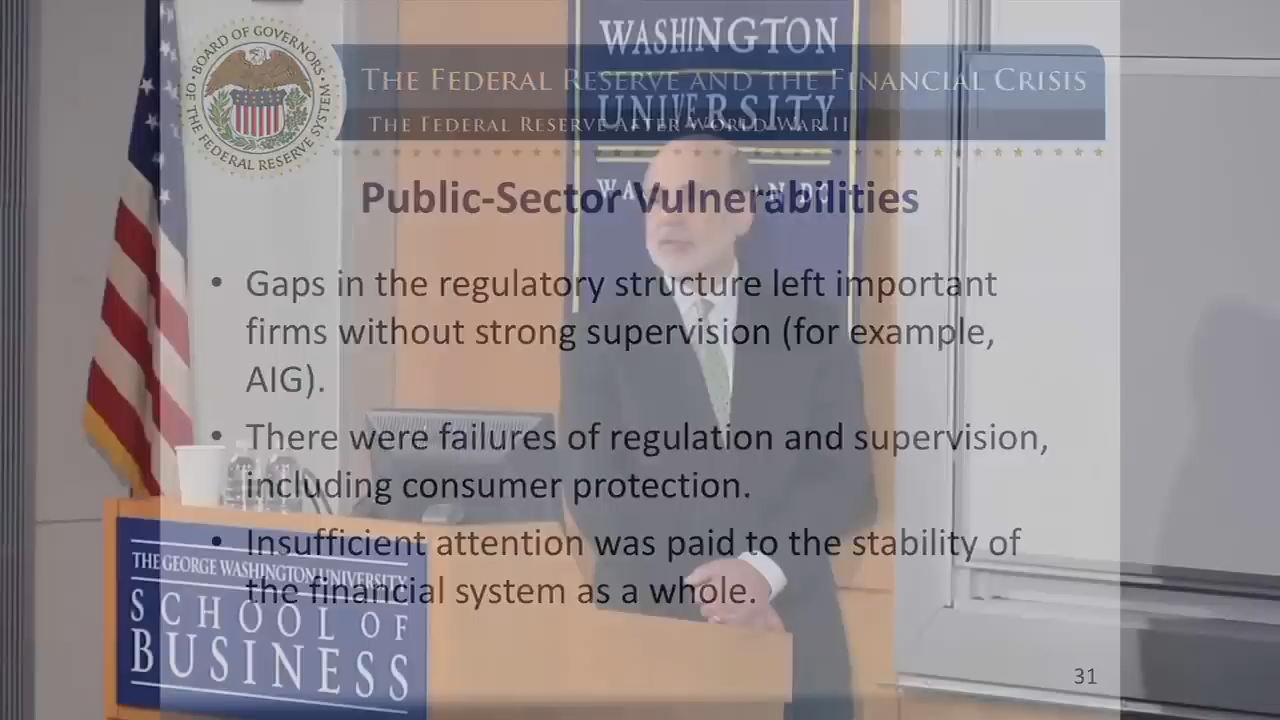 WASHINGTON
UNIVERSITY
BOARD OF GOVERNORS
OF THE FEDERAL RESERVE SYSTEM
THE FEDERAL RESERVE AND THE FINANCIAL CRISIS
THE FEDERAL RESERVE AFTER WORLD WAR II
Public-Sector Vulnerabilities
• Gaps in the regulatory structure left important
firms without strong supervision (for example,
AIG).
• There were failures of regulation and supervision,
including consumer protection.
• Insufficient attention was paid to the stability of
the financial system as a whole.
THE GEORGE WASHINGTON UNIVERSITY
SCHOOL OF
BUSINESS
31